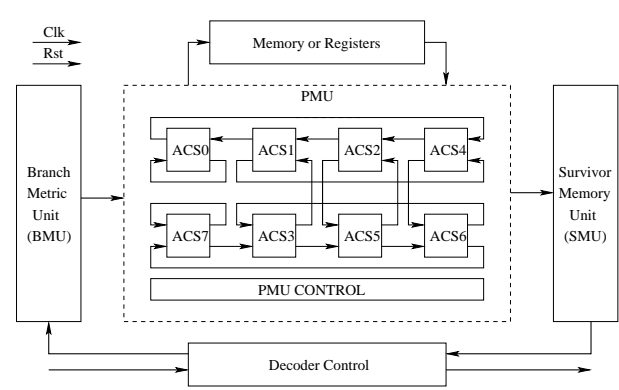 Clk
Rst
Memory or Registers
PMU
ACS0
ACS1
ACS2
ACS4
Branch
Metric
Unit
(BMU)
Survivor
Memory
Unit
(SMU)
ACS7
ACS3
ACS5
ACS6
PMU CONTROL
Decoder Control